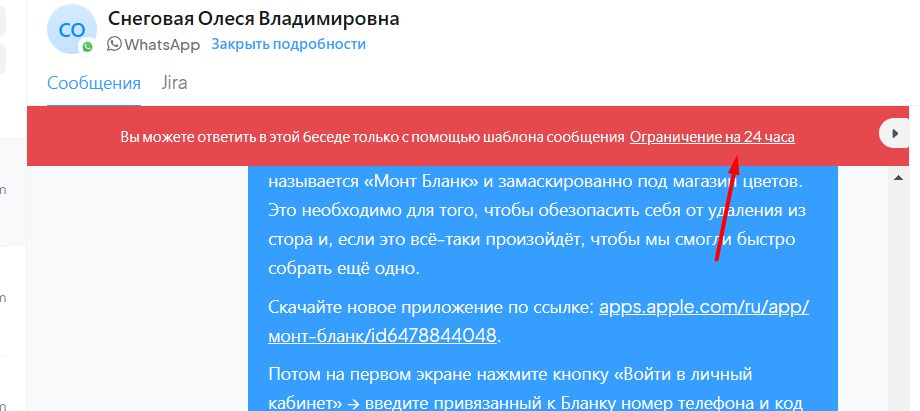 СО
Снеговая Олеся Владимировна
WhatsApp Закрыть подробности
Сообщения Jira
Вы можете ответить в этой беседе только с помощью шаблона сообщения Ограничение на 24 часа
называется «Монт Бланк» и замаскированно под магазин цветов.
Это необходимо для того, чтобы обезопасить себя от удаления из
стора и, если это всё-таки произойдёт, чтобы мы смогли быстро
собрать ещё одно.
Скачайте новое приложение по ссылке: apps.apple.com/ru/app/
монт-бланк/id6478844048.
Потом на первом экране нажмите кнопку «Войти в личный
кабинет» → введите привязанный к Бланку номер телефона и код